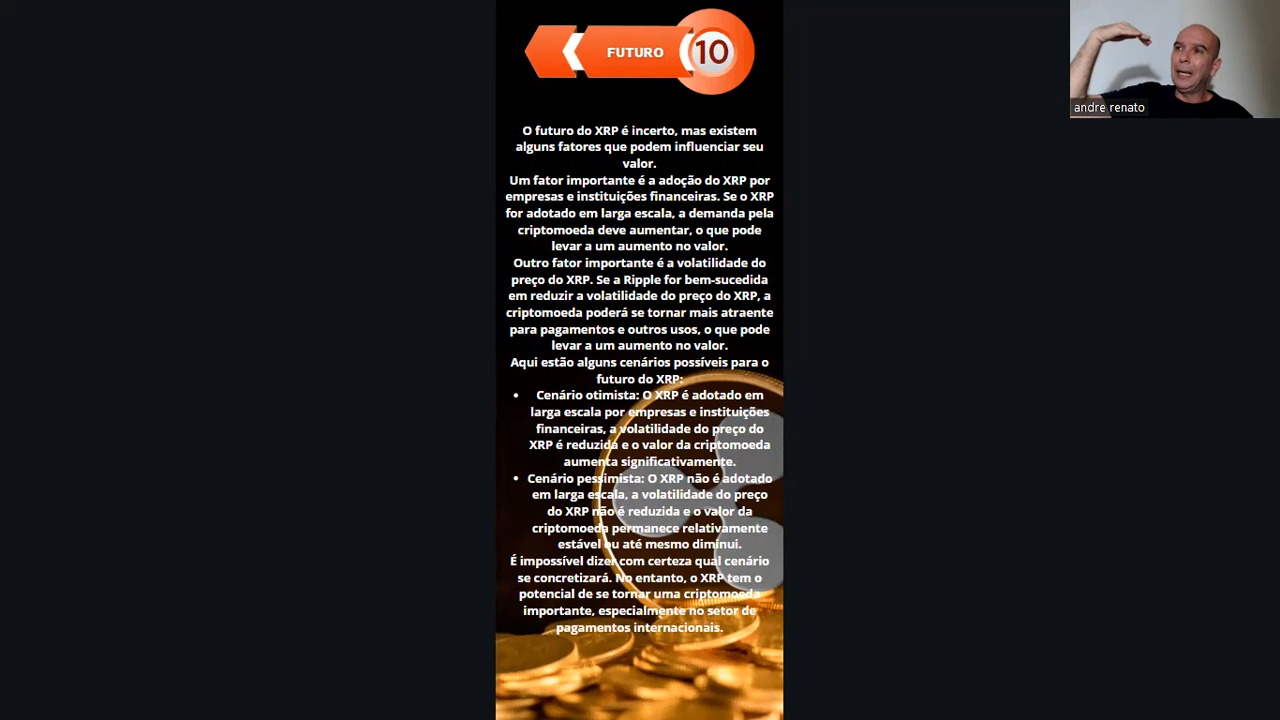 FUTURO
10
andre renato
O futuro do XRP é incerto, mas existem
alguns fatores que podem influenciar seu
valor.
Um fator importante é a adoção do XRP por
empresas e instituições financeiras. Se o XRP
for adotado em larga escala, a demanda pela
criptomoeda deve aumentar, o que pode
levar a um aumento no valor.
Outro fator importante é a volatilidade do
preço do XRP. Se a Ripple for bem-sucedida
em reduzir a volatilidade do preço do XRP, a
criptomoeda poderá se tornar mais atraente
para pagamentos e outros usos, o que pode
levar a um aumento no valor.
Aqui estão alguns cenários possíveis para o
futuro do XRP:
• Cenário otimista: O XRP é adotado em
larga escala por empresas e instituições
financeiras, a volatilidade do preço do
XRP é reduzida e o valor da criptomoeda
aumenta significativamente.
• Cenário pessimista: O XRP não é adotado
em larga escala, a volatilidade do preço
do XRP não é reduzida e o valor da
criptomoeda permanece relativamente
estável ou até mesmo diminui.
É impossível dizer com certeza qual cenário
se concretizará. No entanto, o XRP tem o
potencial de se tornar uma criptomoeda
importante, especialmente no setor de
pagamentos internacionais.